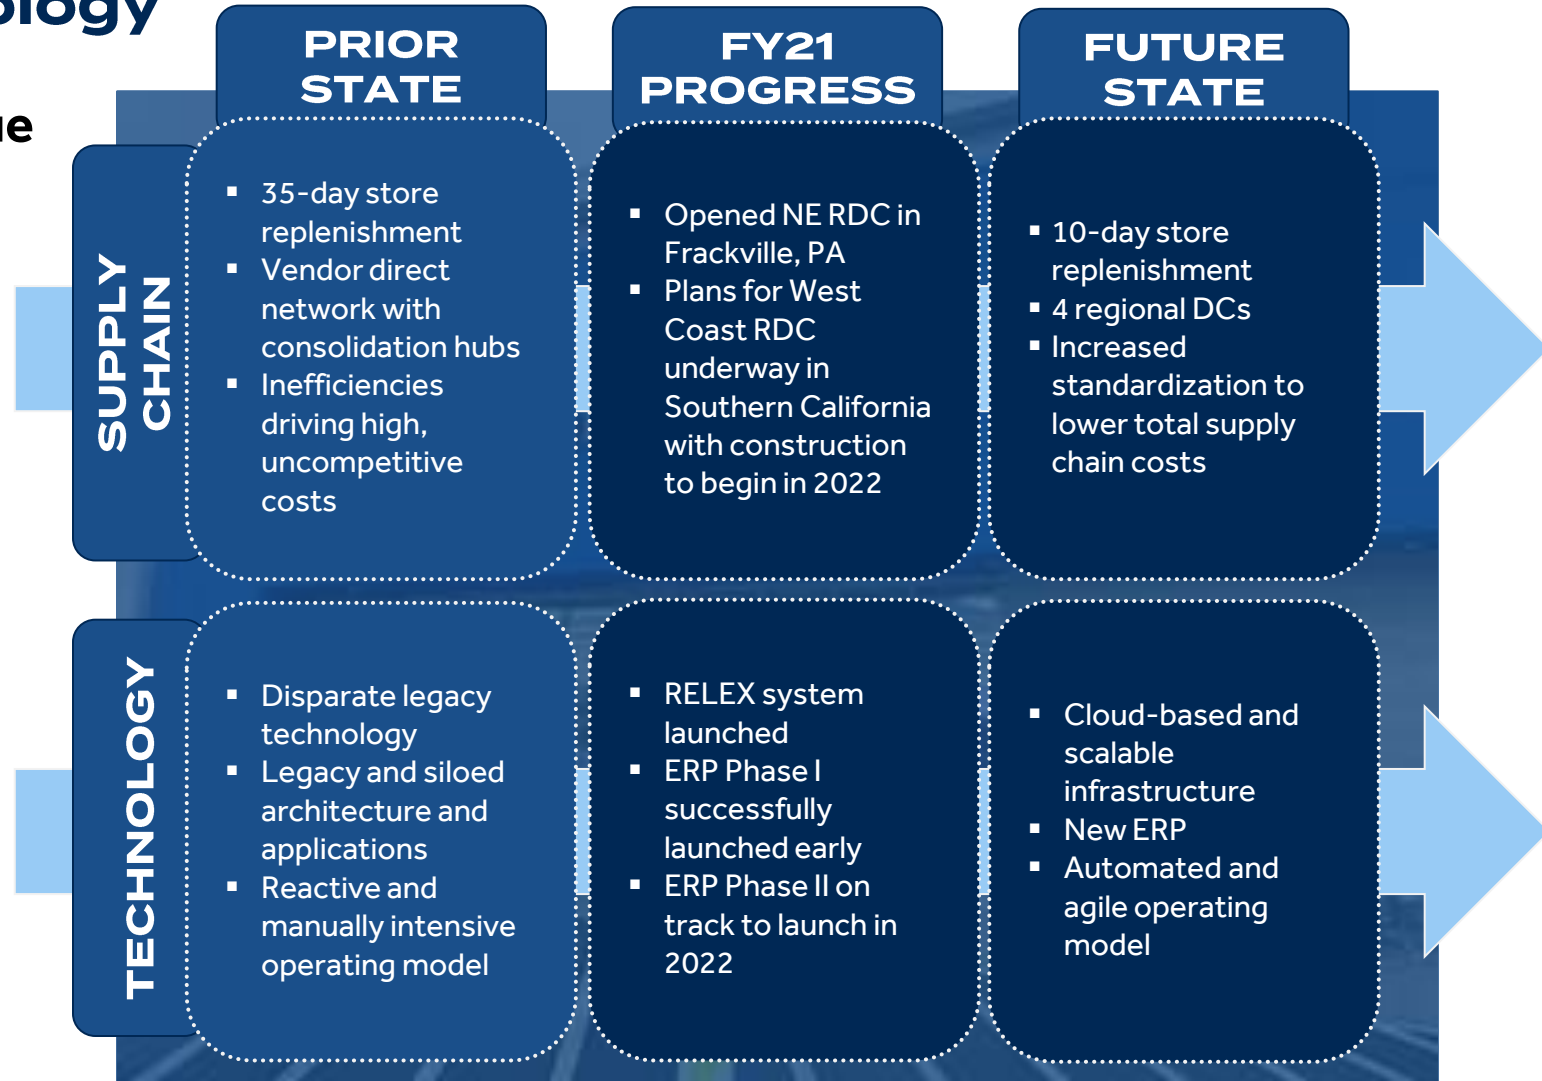 PRIOR
STATE
FY21
PROGRESS
FUTURE
STATE
SUPPLY
CHAIN
▪ 35-day store
replenishment
▪ Vendor direct
network with
consolidation hubs
▪ Inefficiencies
driving high,
uncompetitive
costs
▪ Opened NE RDC in
Frackville, PA
▪ Plans for West
Coast RDC
underway in
Southern California
with construction
to begin in 2022
▪ 10-day store
replenishment
▪ 4 regional DCs
▪ Increased
standardization to
lower total supply
chain costs
TECHNOLOGY
▪ Disparate legacy
technology
▪ Legacy and siloed
architecture and
applications
▪ Reactive and
manually intensive
operating model
▪ RELEX system
launched
▪ ERP Phase I
successfully
launched early
▪ ERP Phase II on
track to launch in
2022
▪ Cloud-based and
scalable
infrastructure
▪ New ERP
▪ Automated and
agile operating
model